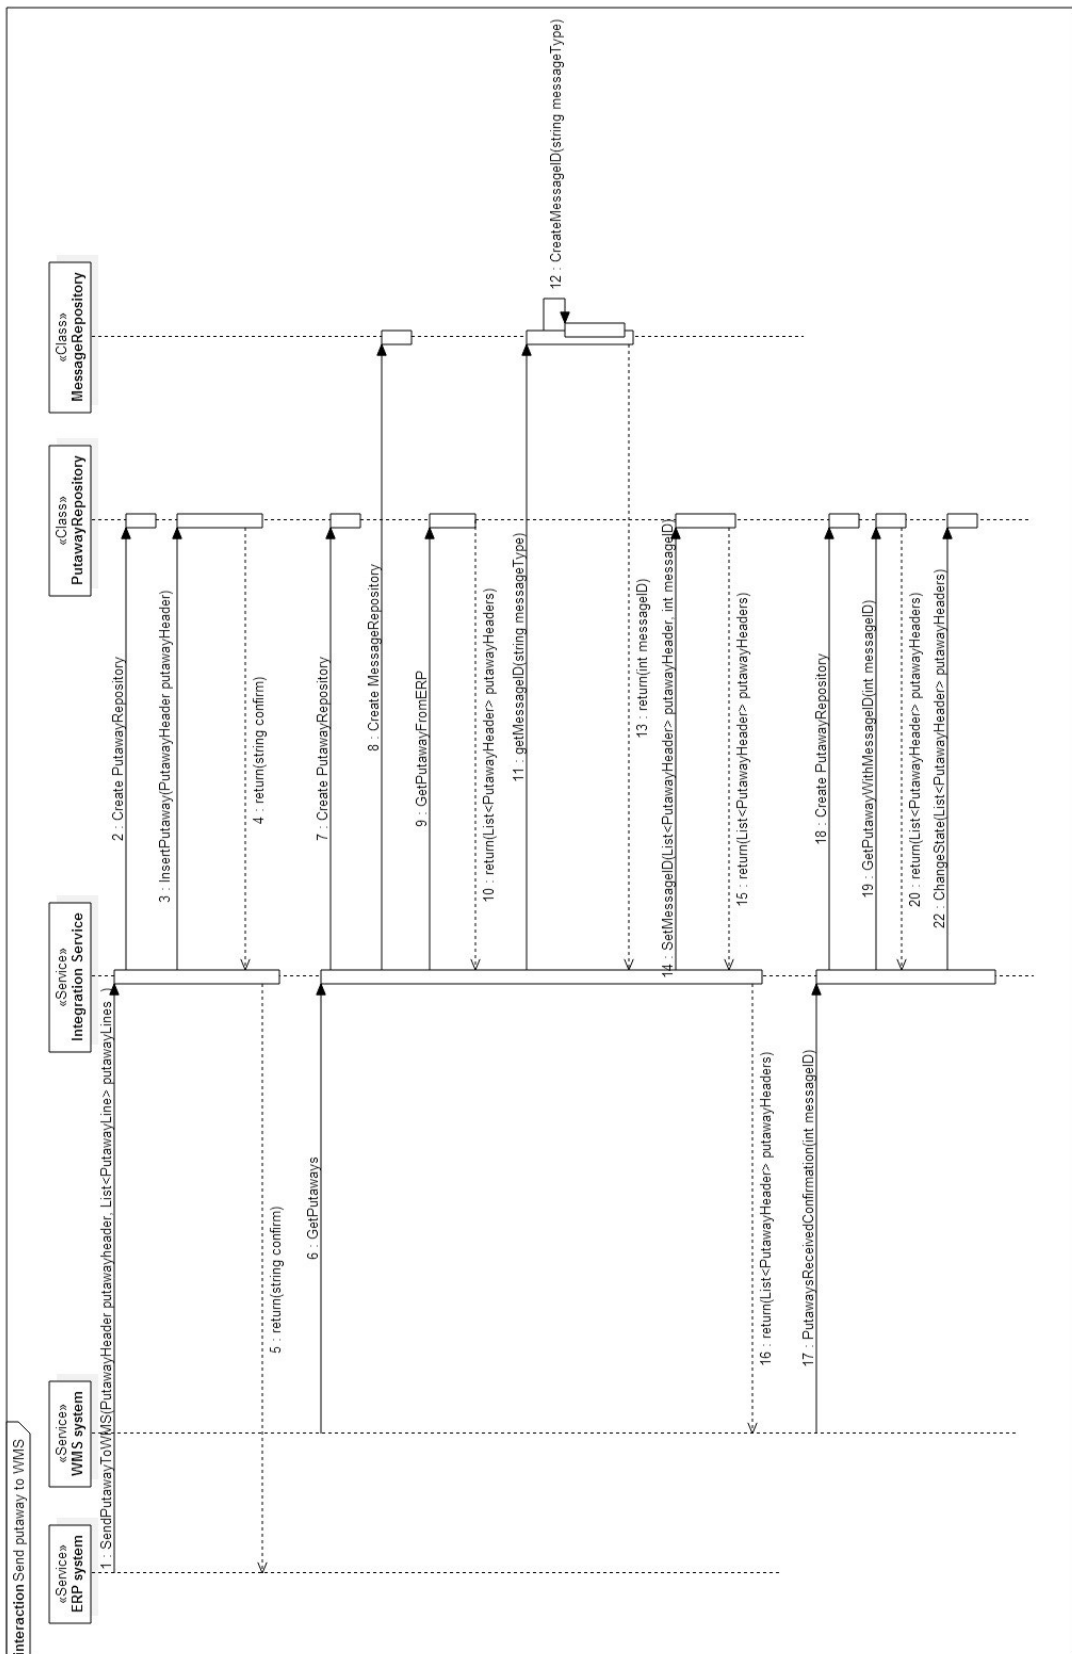 interaction Send putaway to WMS
«Service»
ERP system
«Service»
WMS system
«Service»
Integration Service
«Class»
PutawayRepository
«Class»
MessageRepository
1 : SendPutawayToWMS(PutawayHeader putawayheader, List<PutawayLine> putawayLines )
2 : Create PutawayRepository
3 : InsertPutaway(PutawayHeader putawayHeader)
4 : return(string confirm)
5 : return(string confirm)
6 : GetPutaways
7 : Create PutawayRepository
8 : Create MessageRepository
9 : GetPutawayFromERP
10 : return(List<PutawayHeader> putawayHeaders)
11 : getMessageID(string messageType)
12 : CreateMessageID(string messageType)
13 : return(int messageID)
14 : SetMessageID(List<PutawayHeader> putawayHeader, int messageID)
15 : return(List<PutawayHeader> putawayHeaders)
16 : return(List<PutawayHeader> putawayHeaders)
17 : PutawaysReceivedConfirmation(int messageID)
18 : Create PutawayRepository
19 : GetPutawayWithMessageID(int messageID)
20 : return(List<PutawayHeader> putawayHeaders)
22 : ChangeState(List<PutawayHeader> putawayHeaders)